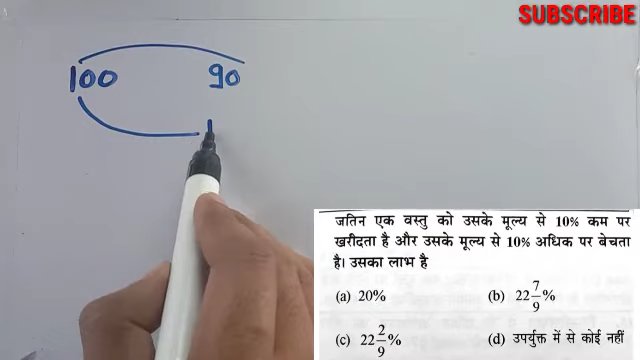 SUBSCRIBE
100 90
जतिन एक वस्तु को उसके मूल्य से 10% कम पर
खरीदता है और उसके मूल्य से 10% अधिक पर बेचता
है। उसका लाभ है
(a) 20% (b) 22 7/9%
(c) 22 2/9% (d) उपर्युक्त में से कोई नहीं